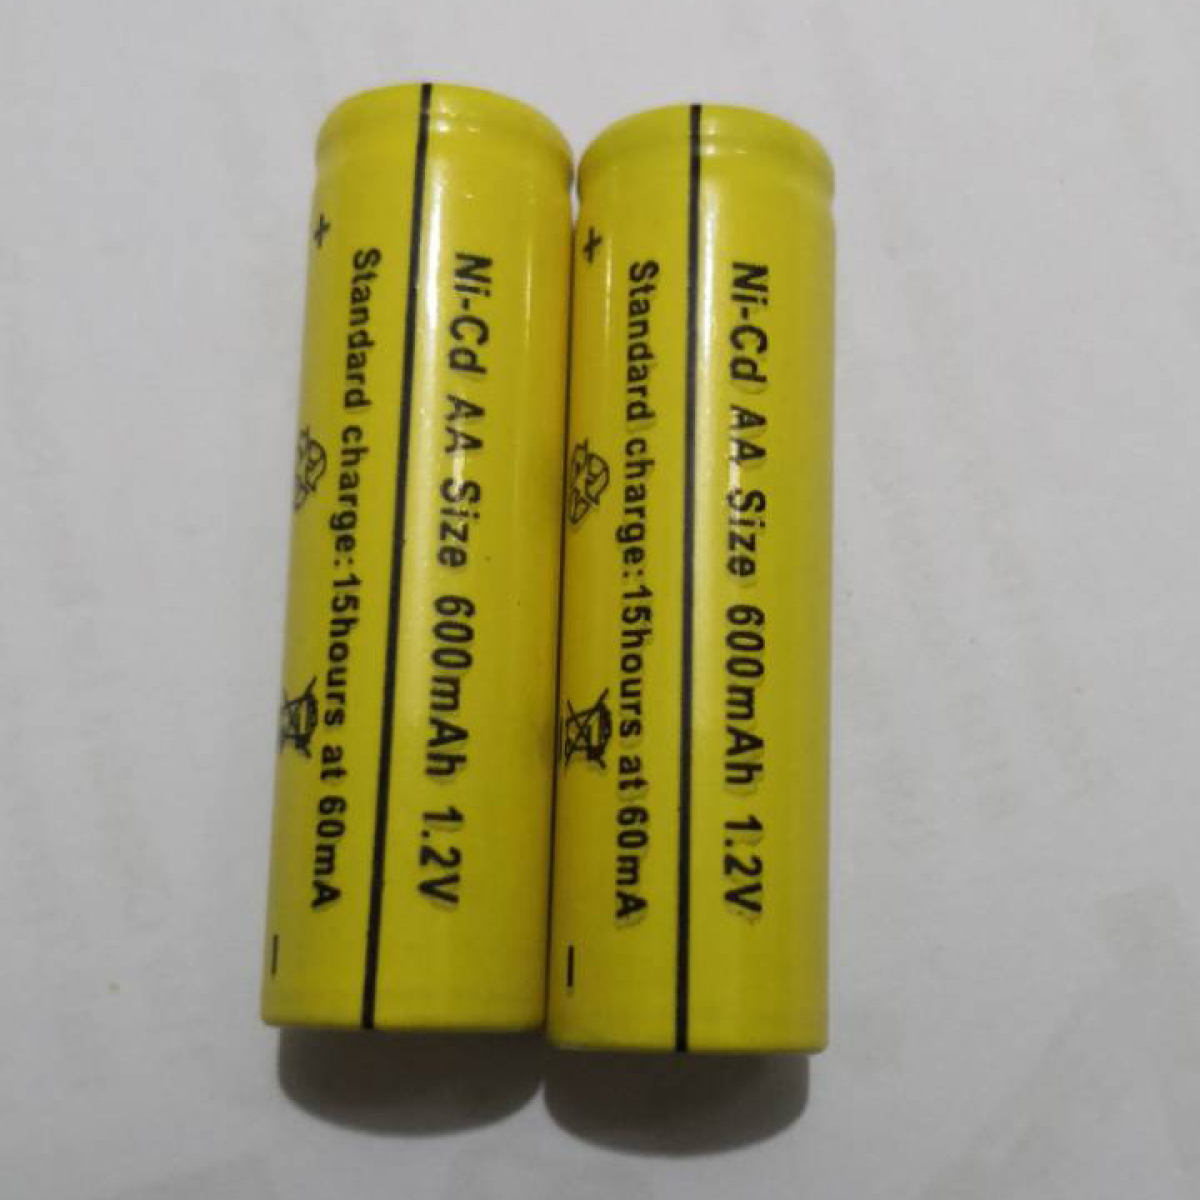 Ni-Cd AA Size 600mAh 1.2V
Standard charge:15hours at 60mA
+
-
Ni-Cd AA Size 600mAh 1.2V
Standard charge:15hours at 60mA
+
-